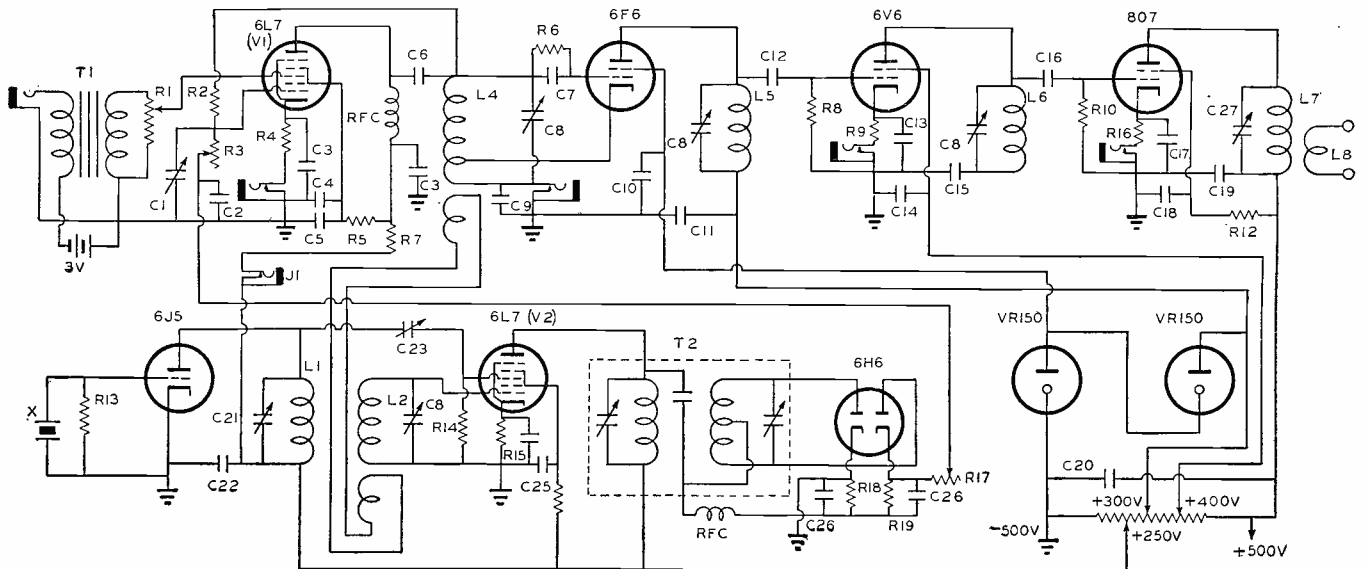 6L7
(V1)
6F6
6V6
807
T1
R1
R2
R3
R4
C1
C2
C3
C4
C5
R5
RFC
C3
R7
C6
L4
R6
C7
C8
C9
C10
C11
C8
L5
C12
R8
R9
C13
C14
C15
C8
L6
C16
R10
R16
C17
C18
C19
R12
C27
L7
L8
3V
J1
6J5
X
R13
C22
C21
L1
C23
L2
C8
R14
6L7 (V2)
R15
C25
T2
RFC
6H6
C26
R18
R19
C26
R17
VR150
VR150
C20
+300V
+400V
+250V
-500V
+500V